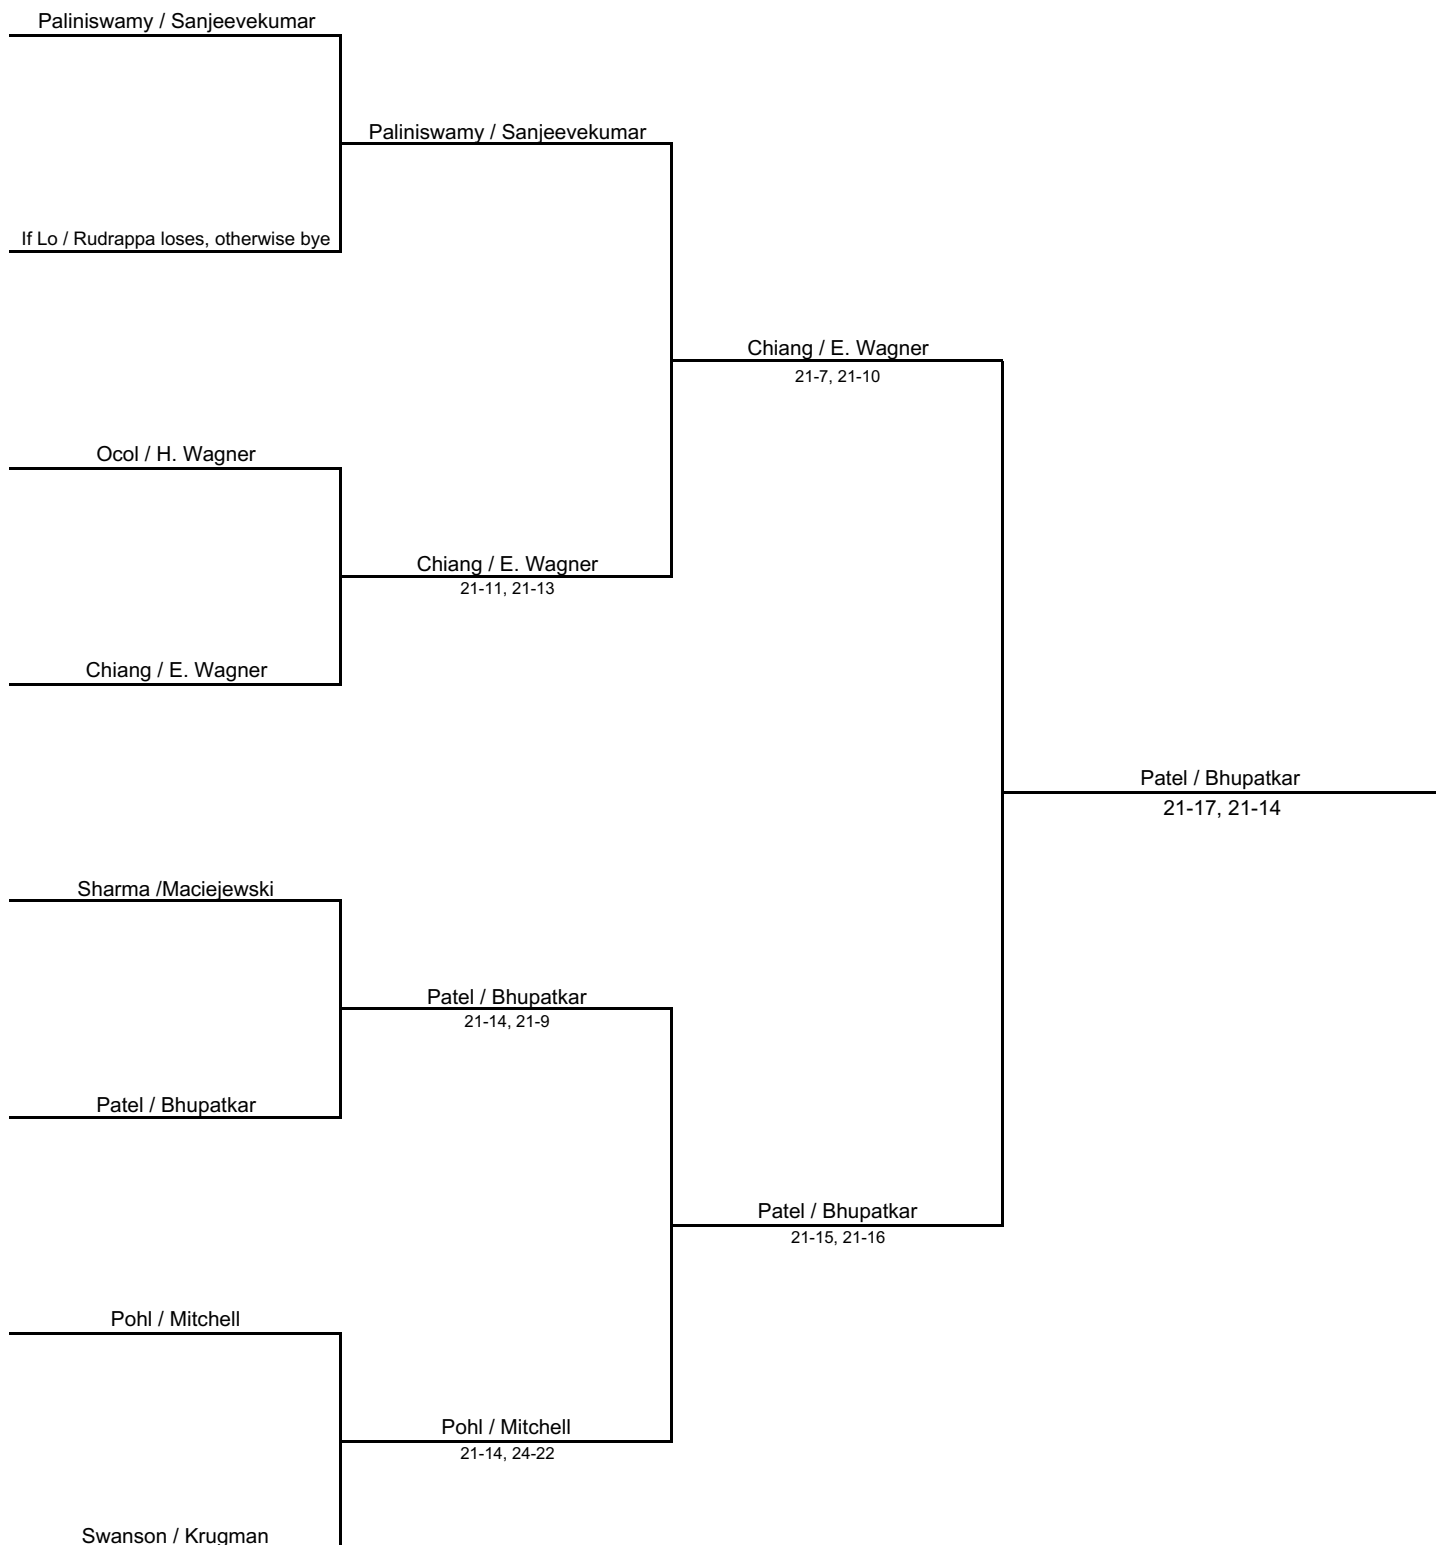 Paliniswamy / Sanjeevekumar
Paliniswamy / Sanjeevekumar
If Lo / Rudrappa loses, otherwise bye
Chiang / E. Wagner
21-7, 21-10
Ocol / H. Wagner
Chiang / E. Wagner
21-11, 21-13
Chiang / E. Wagner
Patel / Bhupatkar
21-17, 21-14
Sharma /Maciejewski
Patel / Bhupatkar
21-14, 21-9
Patel / Bhupatkar
Patel / Bhupatkar
21-15, 21-16
Pohl / Mitchell
Pohl / Mitchell
21-14, 24-22
Swanson / Krugman